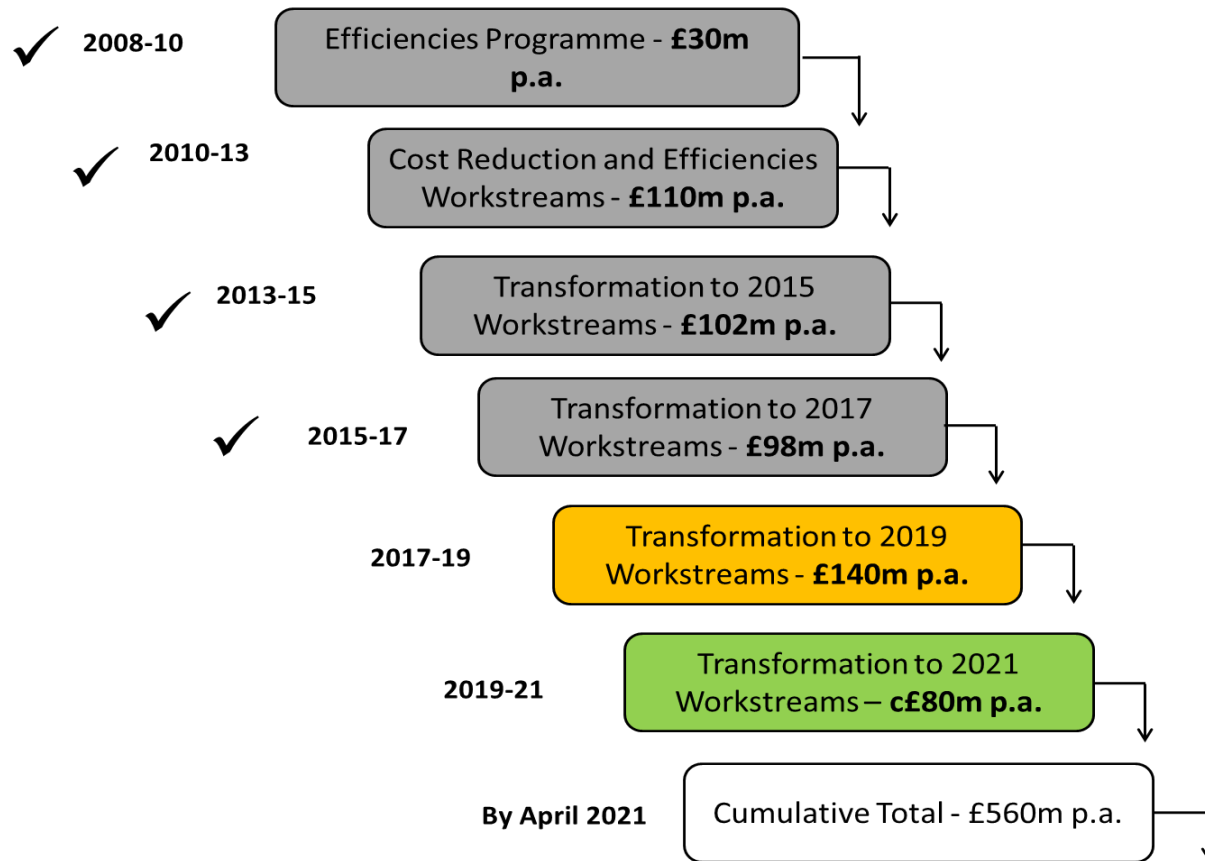 2008-10
Efficiencies Programme - £30m
p.a.
2010-13
Cost Reduction and Efficiencies
Workstreams - £110m p.a.
2013-15
Transformation to 2015
Workstreams - £102m p.a.
2015-17
Transformation to 2017
Workstreams - £98m p.a.
2017-19
Transformation to 2019
Workstreams - £140m p.a.
2019-21
Transformation to 2021
Workstreams – c£80m p.a.
By April 2021
Cumulative Total - £560m p.a.